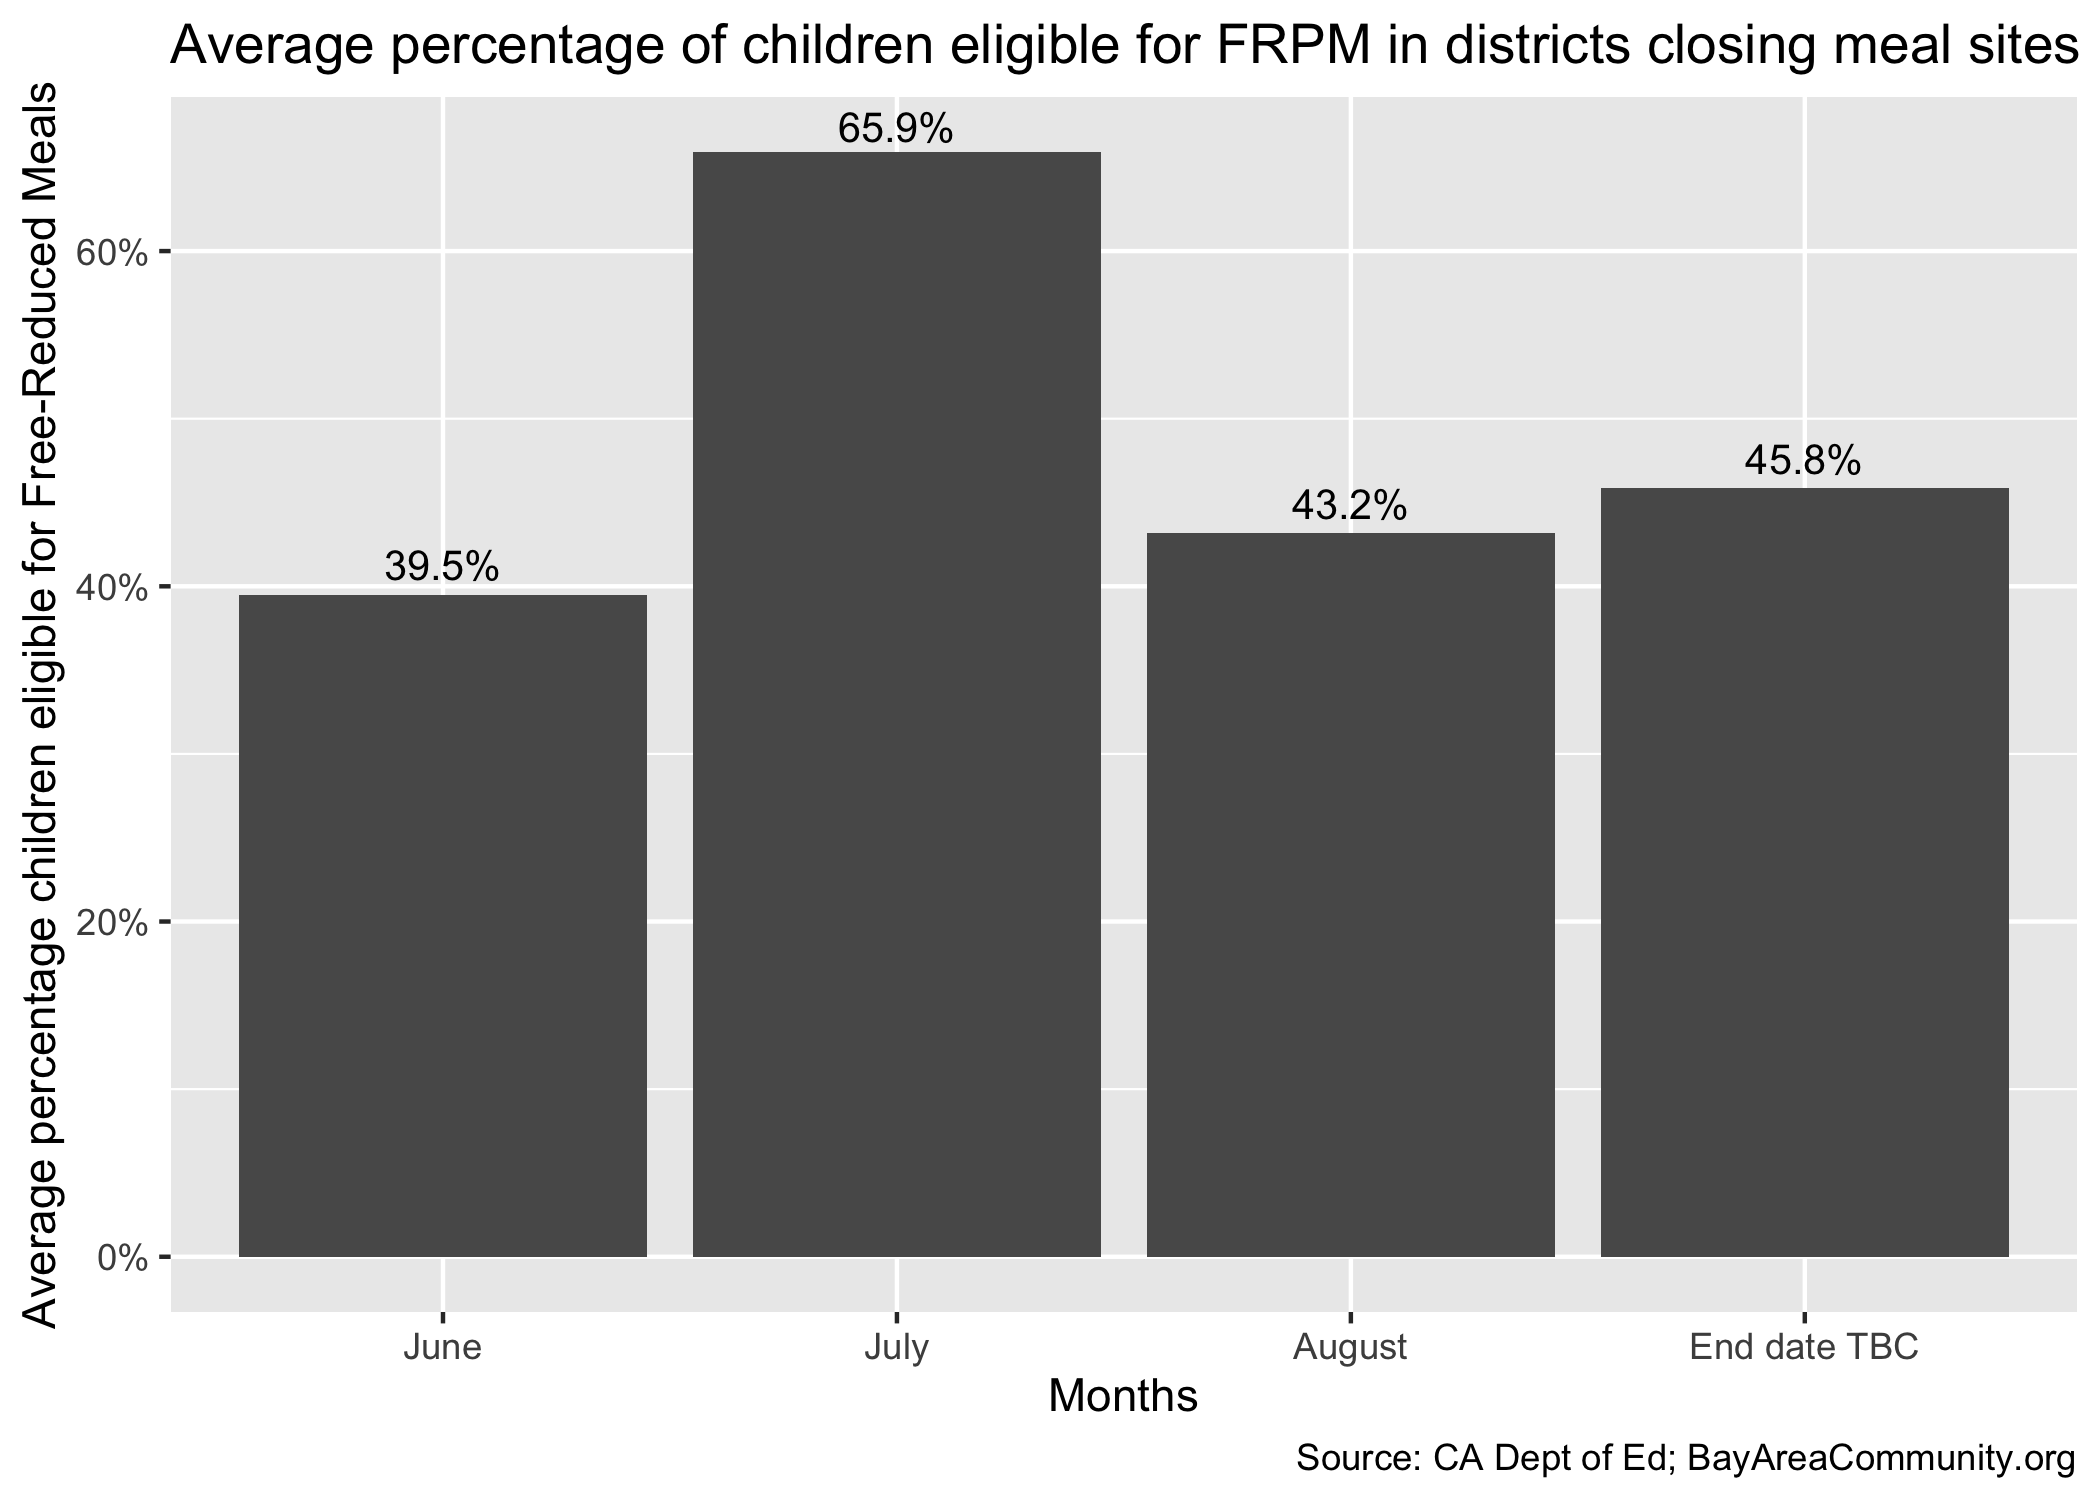 Average percentage of children eligible for FRPM in districts closing meal sites
Average percentage children eligible for Free-Reduced Meals
65.9%
60%
45.8%
43.2%
39.5%
40%
20%
0%
June
July
August
End date TBC
Months
Source: CA Dept of Ed; BayAreaCommunity.org